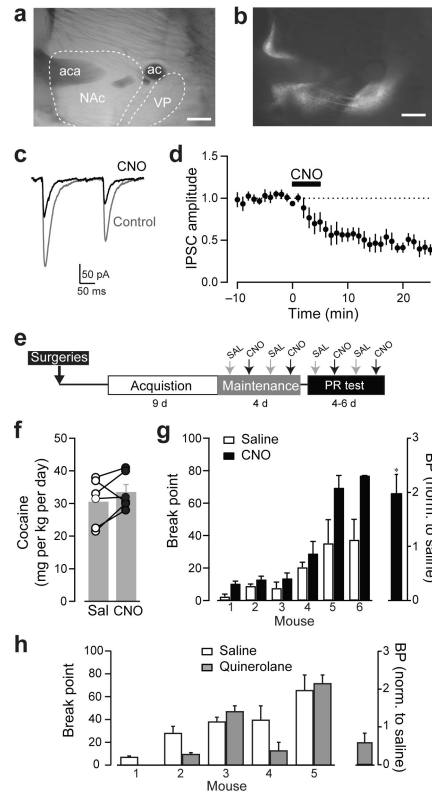 a
aca
NAc
ac
VP
b
c
CNO
Control
50 pA
50 ms
d
CNO
IPSC amplitude
1.5
1.0
0.5
0.0
−10
0
10
20
Time (min)
e
Surgeries
SAL
CNO
SAL
CNO
SAL
CNO
SAL
CNO
Acquistion
Maintenance
PR test
9 d
4 d
4-6 d
f
Cocaine
(mg per kg per day)
50
40
30
20
10
0
Sal CNO
g
Saline
CNO
Break point
100
80
60
40
20
0
1 2 3 4 5 6
Mouse
*
3
2
1
0
BP (norm. to saline)
h
Saline
Quinerolane
Break point
100
80
60
40
20
0
1 2 3 4 5
Mouse
3
2
1
0
BP (norm. to saline)